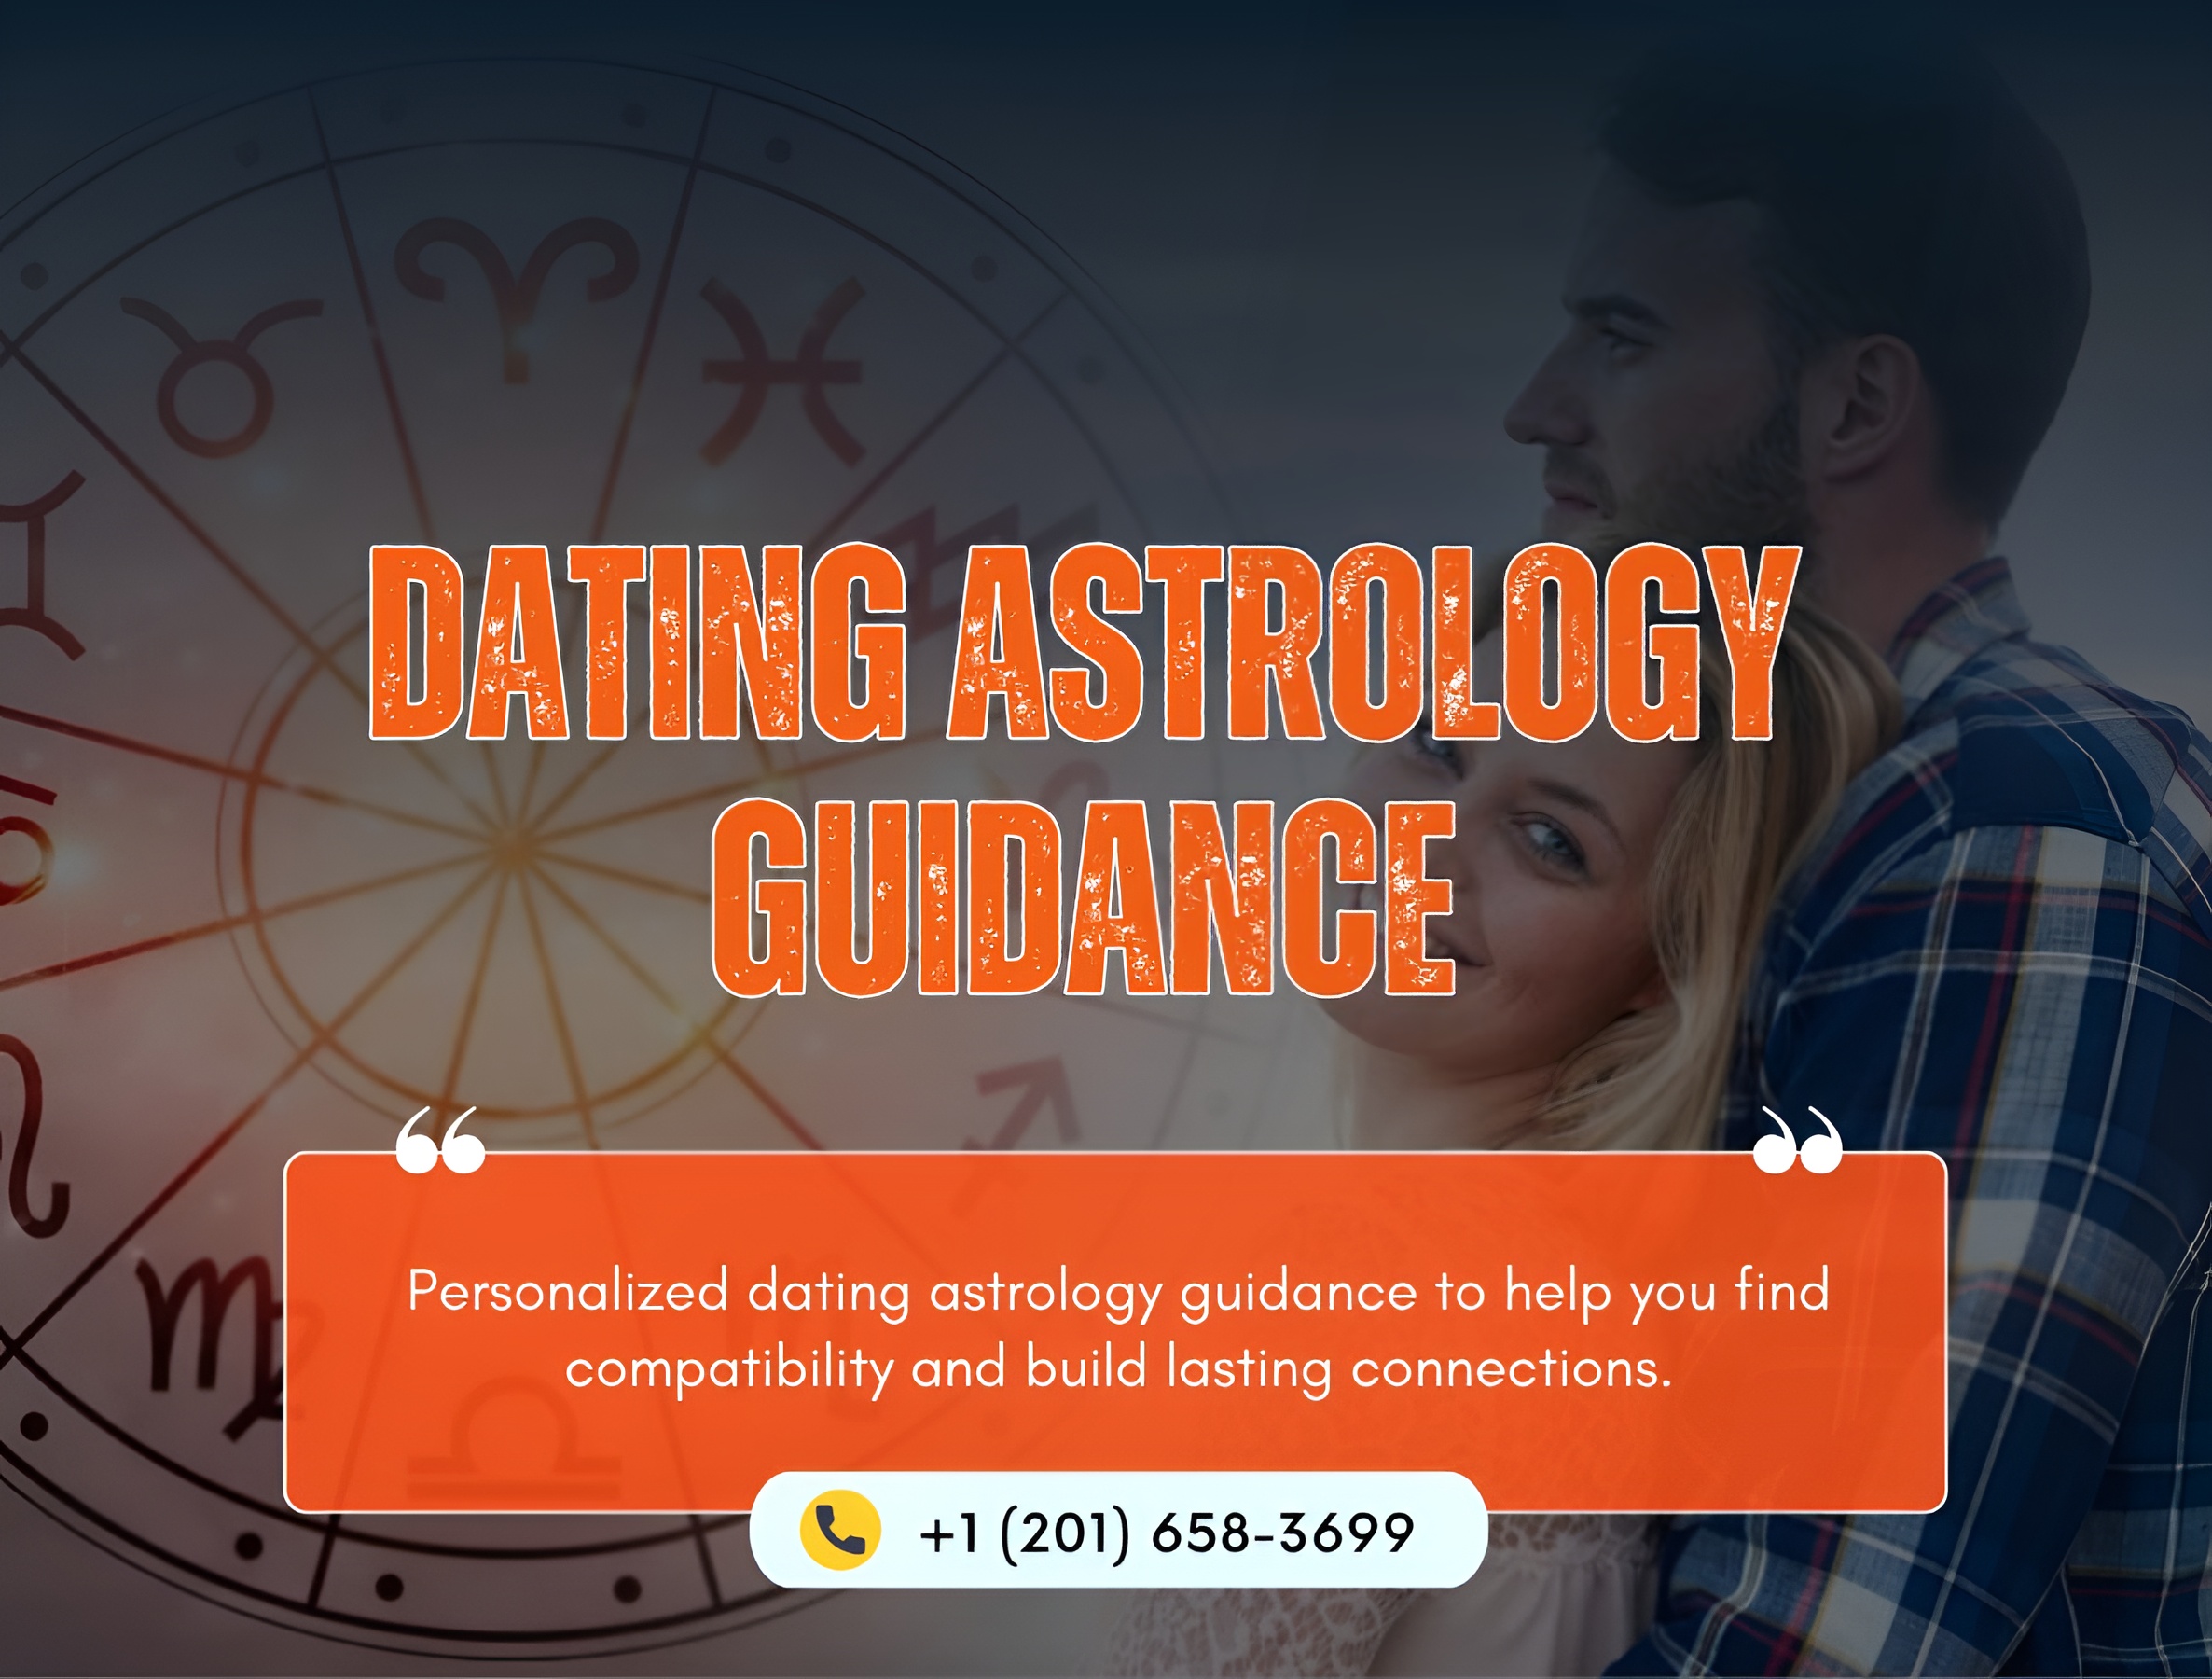 DATING ASTROLOGY
GUIDANCE
“ ”
Personalized dating astrology guidance to help you find
compatibility and build lasting connections.
+1 (201) 658-3699